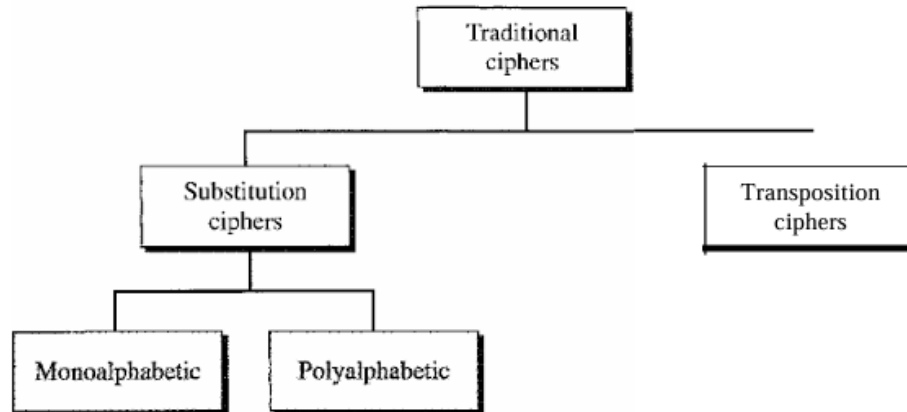 Traditional
ciphers
Substitution
ciphers
Transposition
ciphers
Monoalphabetic
Polyalphabetic